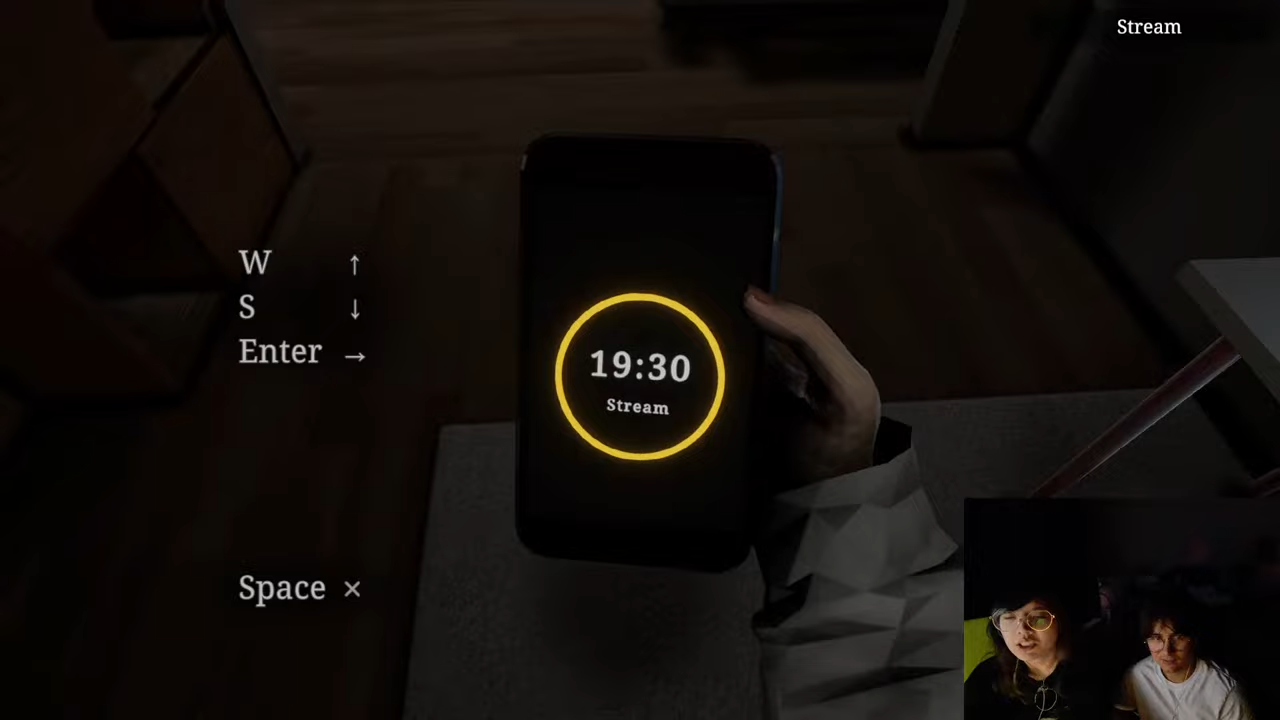 Stream
W ↑
S ↓
Enter →
19:30
Stream
Space ×